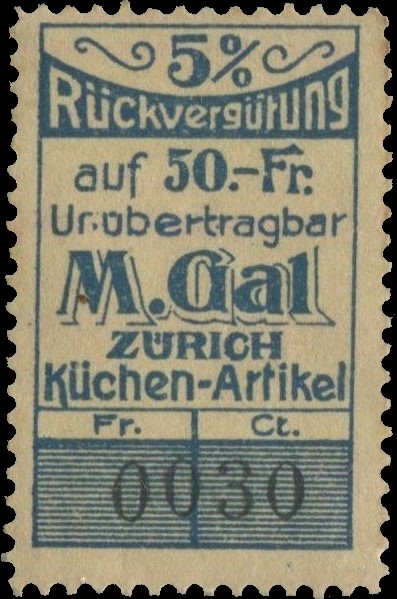 5%
Rückvergütung
auf 50.-Fr.
Unübertragbar
M. Gal
ZÜRICH
Küchen-Artikel
Fr. Ct.
0030